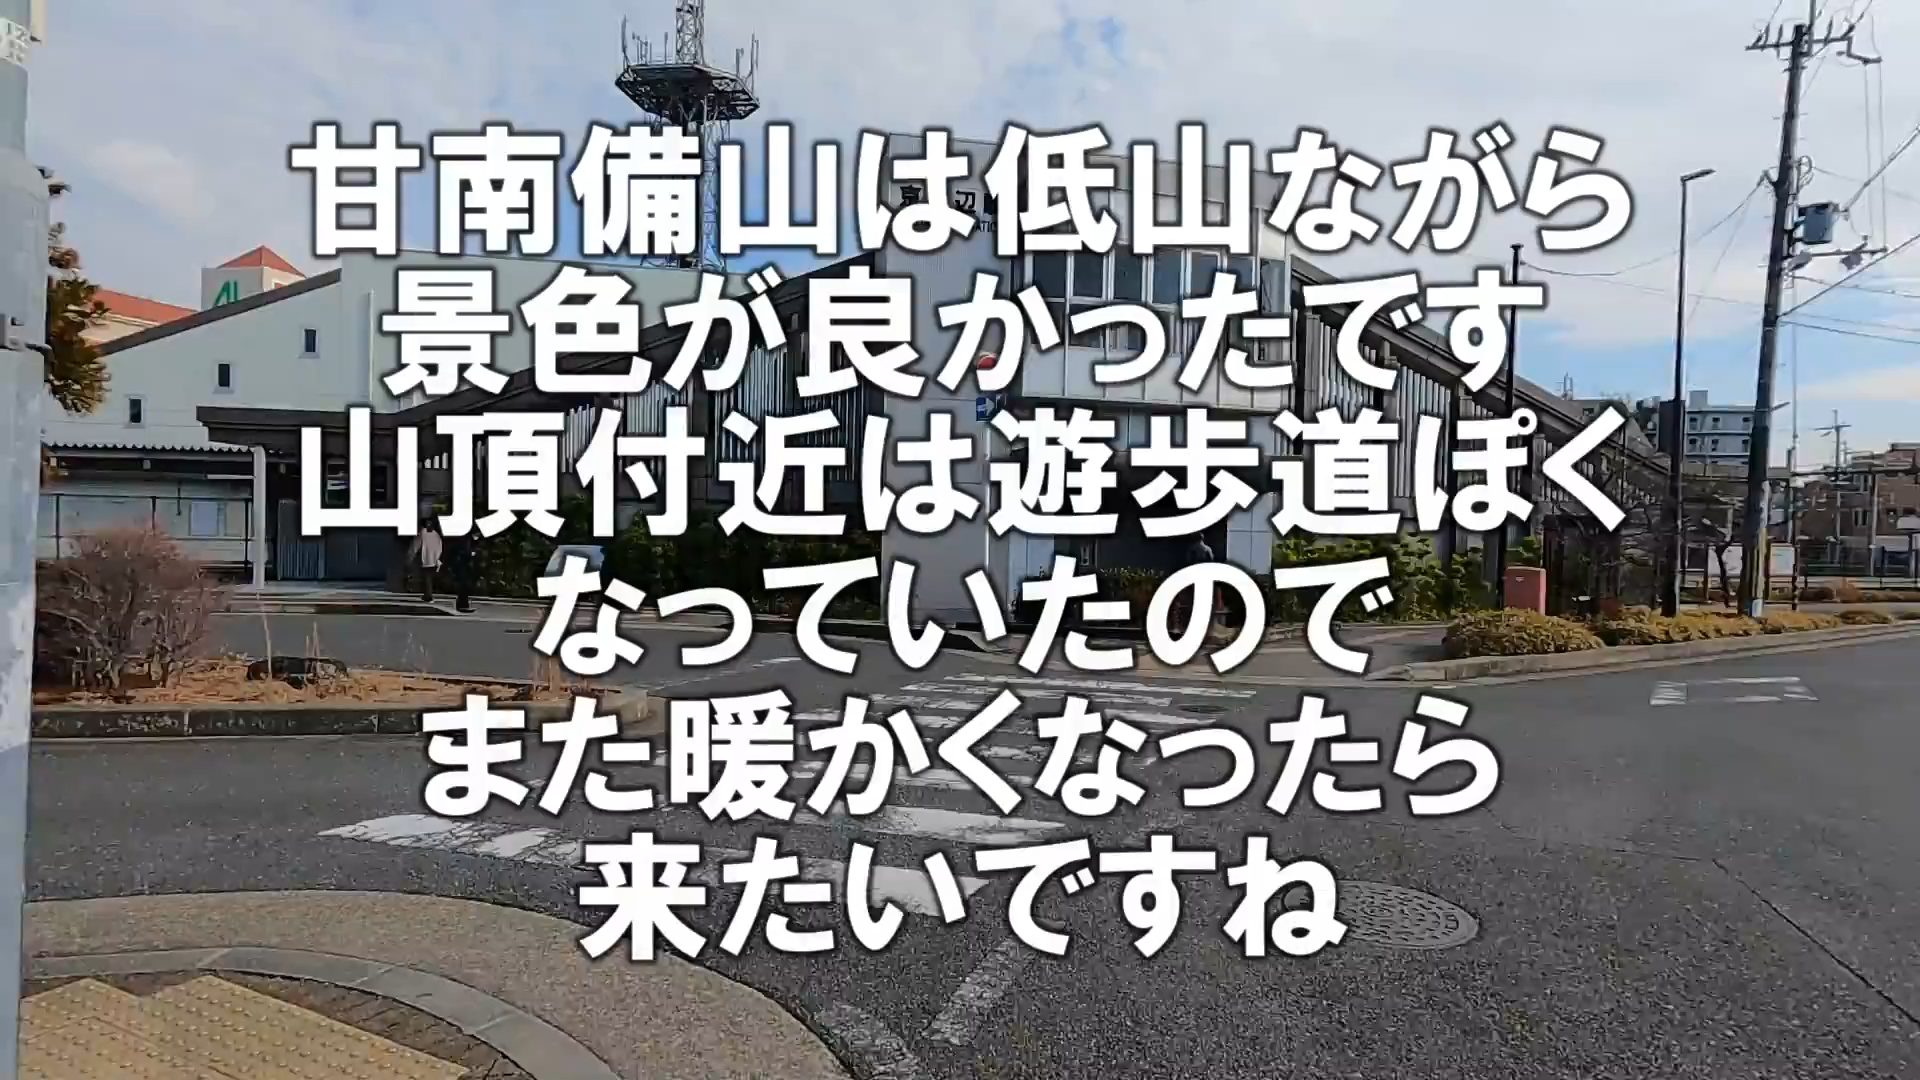 甘南備山は低山ながら
景色が良かったです
山頂付近は遊歩道ぽく
なっていたので
また暖かくなったら
来たいですね